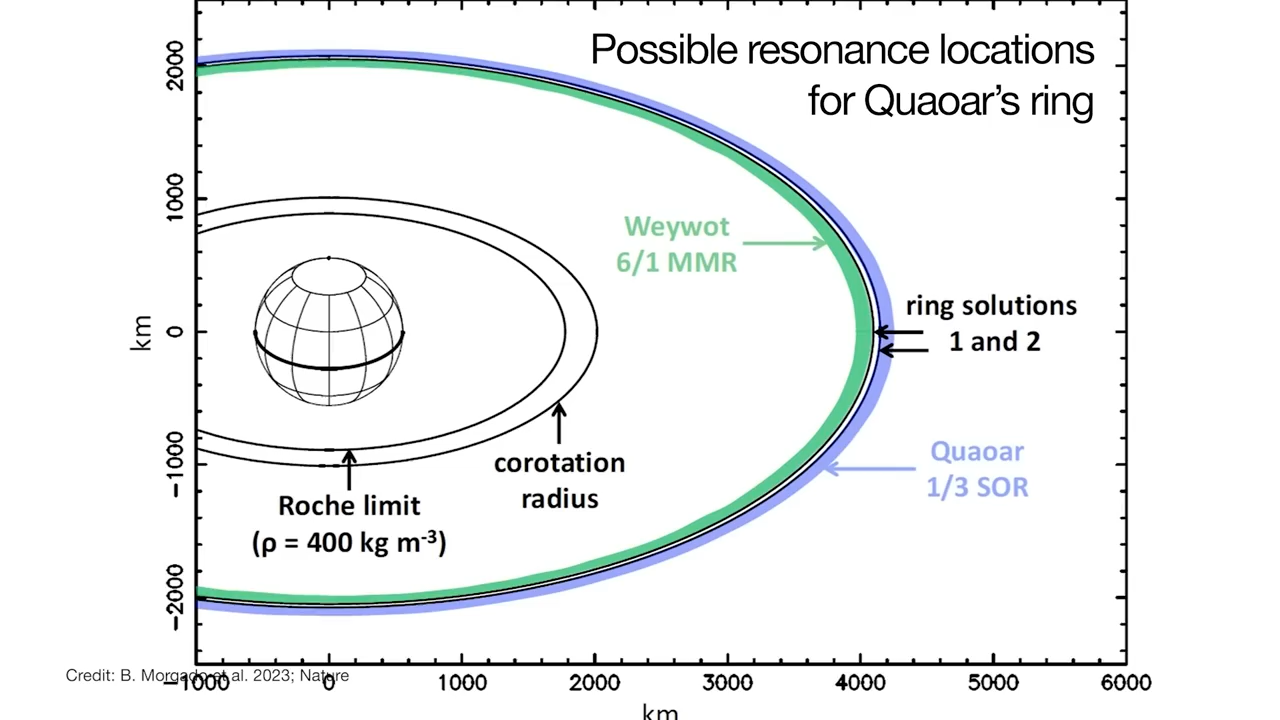 Possible resonance locations
for Quaoar's ring
2000
1000
0
−1000
−2000
km
Weywot
6/1 MMR
ring solutions
1 and 2
Quaoar
1/3 SOR
corotation
radius
Roche limit
(ρ = 400 kg m-3)
Credit: B. Morgado et al. 2023; Nature
−1000
0
1000
2000
3000
4000
5000
6000
km